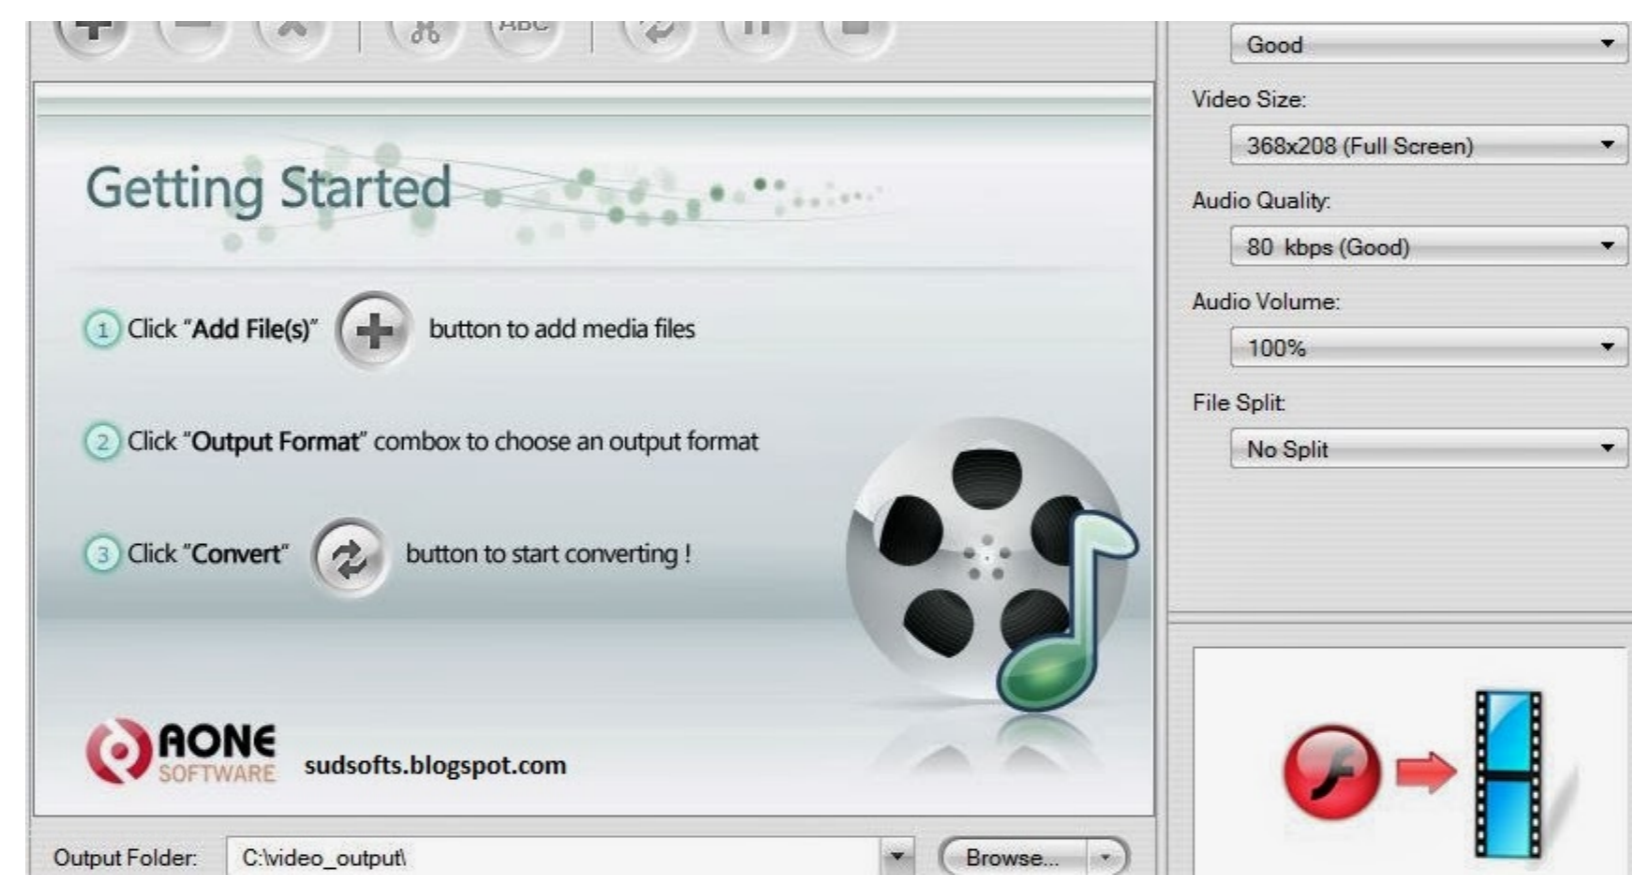 ABC
Good
Video Size:
368x208 (Full Screen)
Audio Quality:
80 kbps (Good)
Audio Volume:
100%
File Split:
No Split
Getting Started
1 Click "Add File(s)" button to add media files
2 Click "Output Format" combox to choose an output format
3 Click "Convert" button to start converting !
AONE
SOFTWARE
sudsofts.blogspot.com
Output Folder: C:\video_output\ Browse...